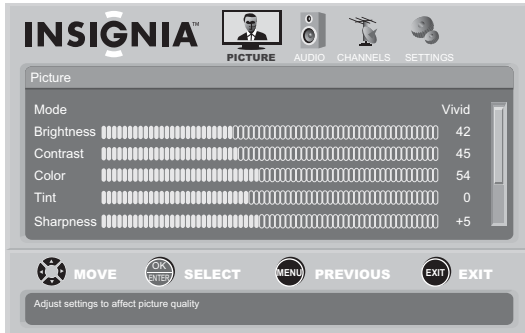 INSIGNIA™
PICTURE AUDIO CHANNELS SETTINGS
Picture
Mode Vivid
Brightness 42
Contrast 45
Color 54
Tint 0
Sharpness +5
MOVE OK ENTER SELECT MENU PREVIOUS EXIT EXIT
Adjust settings to affect picture quality